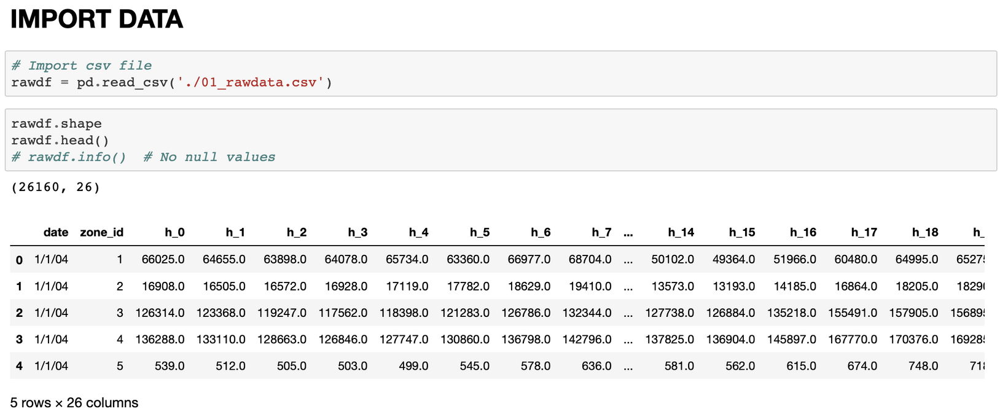 IMPORT DATA
# Import csv file
rawdf = pd.read_csv('./01_rawdata.csv')
rawdf.shape
rawdf.head()
# rawdf.info()  # No null values
(26160, 26)
date zone_id h_0 h_1 h_2 h_3 h_4 h_5 h_6 h_7 ... h_14 h_15 h_16 h_17 h_18 h_
0 1/1/04 1 66025.0 64655.0 63898.0 64078.0 65734.0 63360.0 66977.0 68704.0 ... 50102.0 49364.0 51966.0 60480.0 64995.0 6527
1 1/1/04 2 16908.0 16505.0 16572.0 16928.0 17119.0 17782.0 18629.0 19410.0 ... 13573.0 13193.0 14185.0 16864.0 18205.0 1829
2 1/1/04 3 126314.0 123368.0 119247.0 117562.0 118398.0 121283.0 126786.0 132344.0 ... 127738.0 126884.0 135218.0 155491.0 157905.0 15689
3 1/1/04 4 136288.0 133110.0 128663.0 126846.0 127747.0 130860.0 136798.0 142796.0 ... 137825.0 136904.0 145897.0 167770.0 170376.0 16928
4 1/1/04 5 539.0 512.0 505.0 503.0 499.0 545.0 578.0 636.0 ... 581.0 562.0 615.0 674.0 748.0 71
5 rows × 26 columns